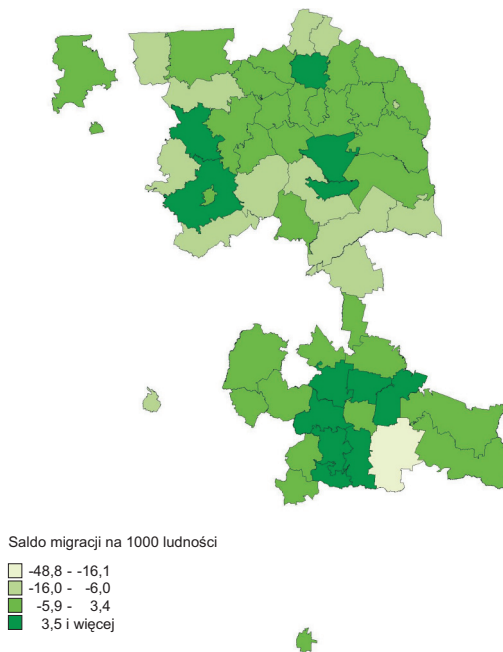 Saldo migracji na 1000 ludności
-48,8 - -16,1
-16,0 - -6,0
-5,9 - 3,4
3,5 i więcej